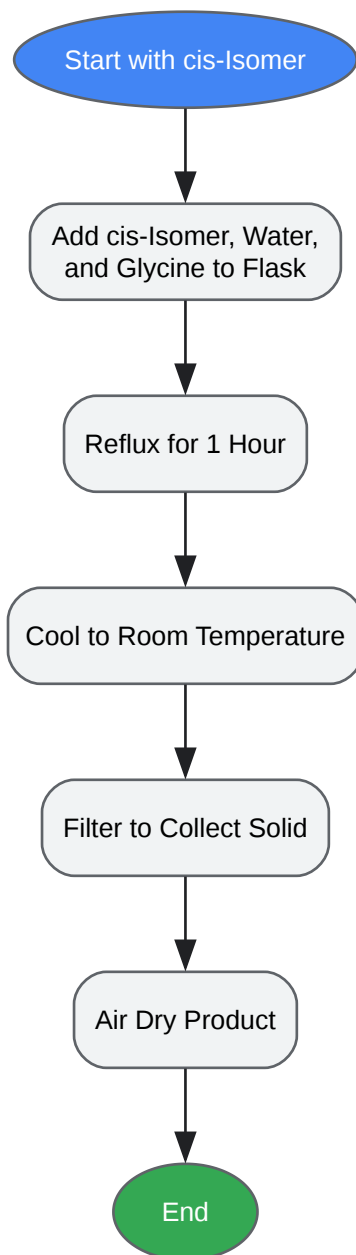 Start with cis-Isomer
Add cis-Isomer, Water,
and Glycine to Flask
Reflux for 1 Hour
Cool to Room Temperature
Filter to Collect Solid
Air Dry Product
End